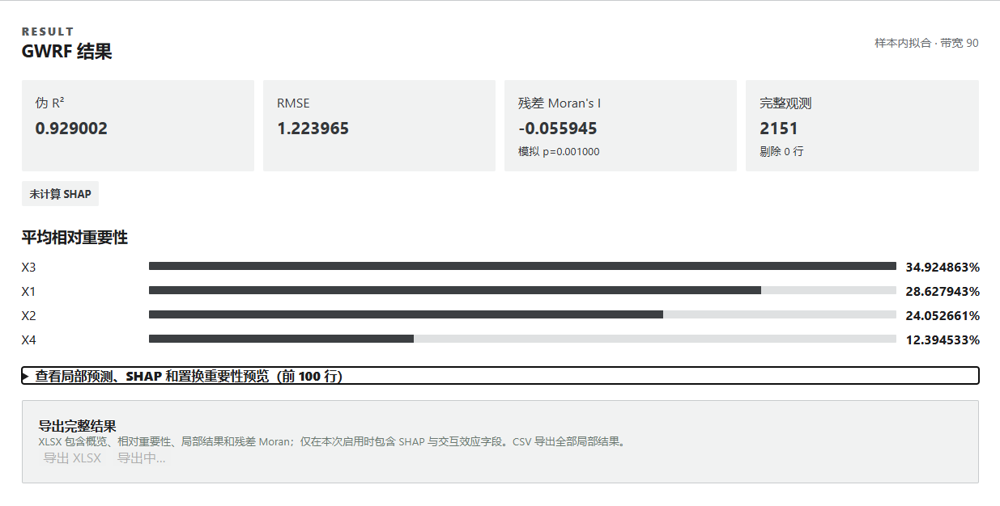 RESULT
GWRF 结果
样本内拟合 · 带宽 90
伪 R²
0.929002
RMSE
1.223965
残差 Moran's I
-0.055945
模拟 p=0.001000
完整观测
2151
剔除 0 行
未计算 SHAP
平均相对重要性
X3 34.924863%
X1 28.627943%
X2 24.052661%
X4 12.394533%
查看局部预测、SHAP 和置换重要性预览（前 100 行）
导出完整结果
XLSX 包含概览、相对重要性、局部结果和残差 Moran；仅在本次启用时包含 SHAP 与交互效应字段。CSV 导出全部局部结果。
导出 XLSX 导出中...